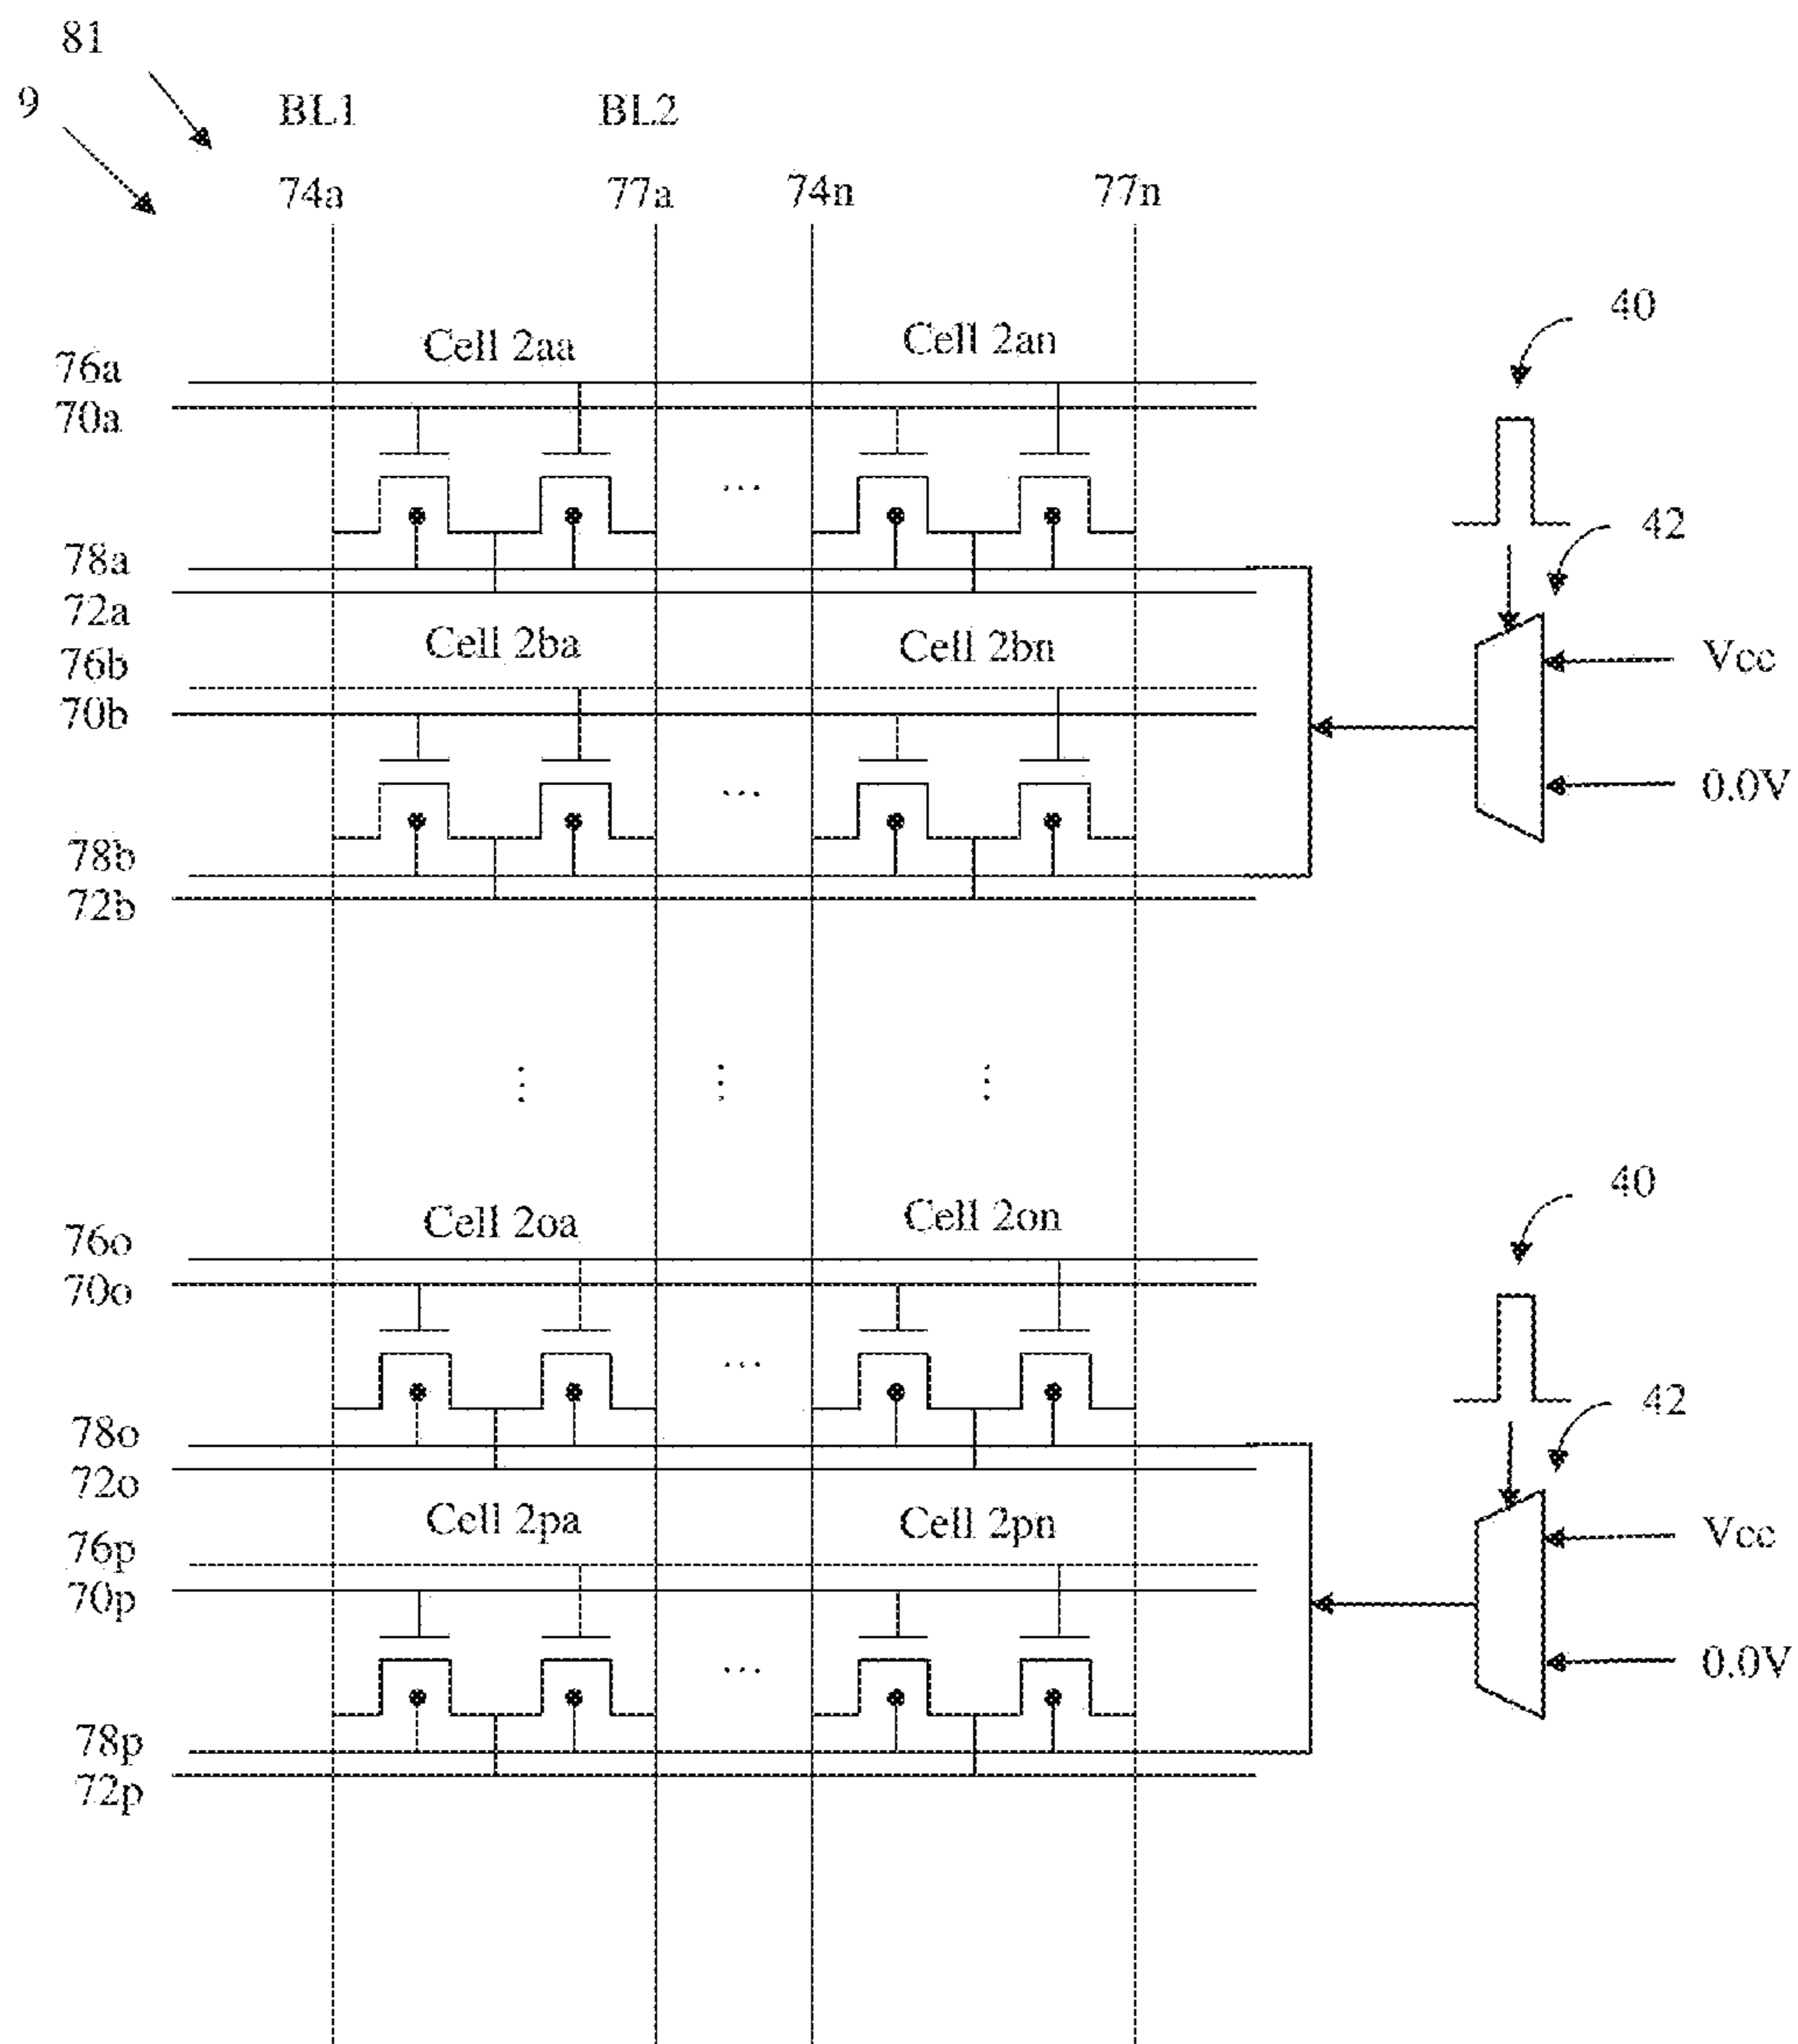 81
9
BL1 BL2
74a 77a 74n 77n
40
Cell 2aa Cell 2an
76a
70a
...
42
78a
72a
Cell 2ba Cell 2bn
76b
Vcc
70b
0.0V
...
78b
72b
40
Cell 2oa Cell 2on
76o
70o
...
42
78o
72o
Cell 2pa Cell 2pn
76p
Vcc
70p
0.0V
...
78p
72p